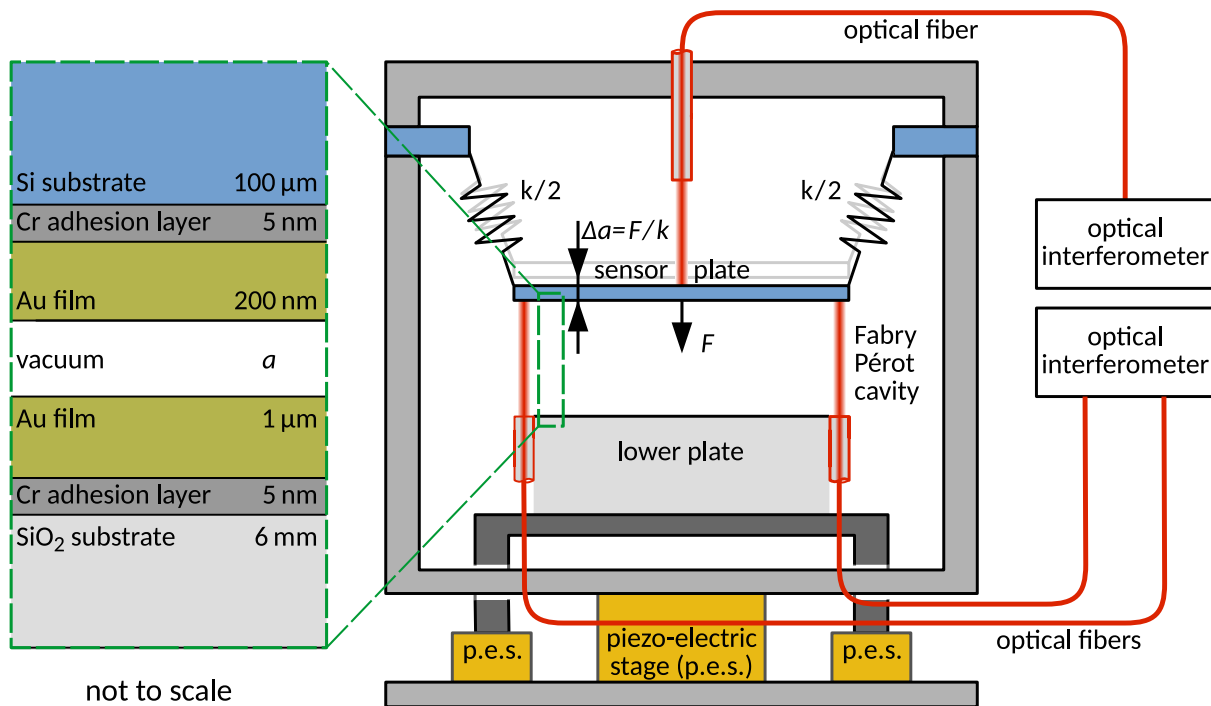 optical fiber
Si substrate 100 µm
Cr adhesion layer 5 nm
Au film 200 nm
vacuum a
Au film 1 µm
Cr adhesion layer 5 nm
SiO₂ substrate 6 mm
not to scale
k/2
k/2
Δa=F/k
sensor plate
F
Fabry
Pérot
cavity
lower plate
optical
interferometer
optical
interferometer
optical fibers
p.e.s.
piezo-electric
stage (p.e.s.)
p.e.s.